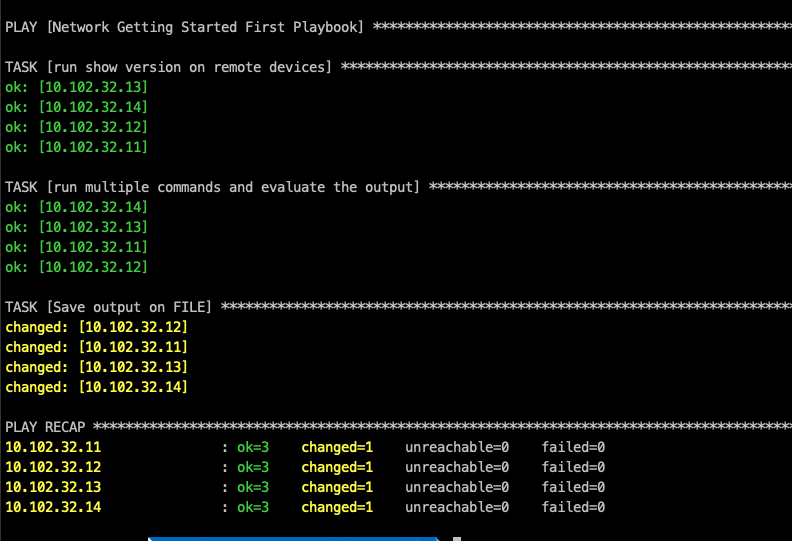 PLAY [Network Getting Started First Playbook] ****************************************************
TASK [run show version on remote devices] ********************************************************
ok: [10.102.32.13]
ok: [10.102.32.14]
ok: [10.102.32.12]
ok: [10.102.32.11]
TASK [run multiple commands and evaluate the output] *********************************************
ok: [10.102.32.14]
ok: [10.102.32.13]
ok: [10.102.32.11]
ok: [10.102.32.12]
TASK [Save output on FILE] ***********************************************************************
changed: [10.102.32.12]
changed: [10.102.32.11]
changed: [10.102.32.13]
changed: [10.102.32.14]
PLAY RECAP ***************************************************************************************
10.102.32.11 : ok=3 changed=1 unreachable=0 failed=0
10.102.32.12 : ok=3 changed=1 unreachable=0 failed=0
10.102.32.13 : ok=3 changed=1 unreachable=0 failed=0
10.102.32.14 : ok=3 changed=1 unreachable=0 failed=0